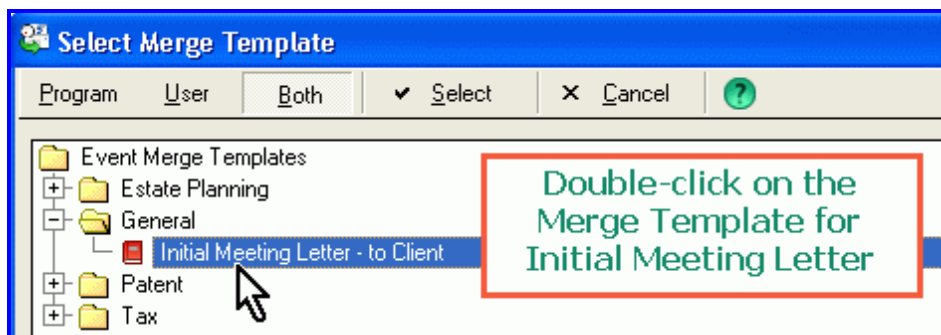 Select Merge Template
Program User Both ✔ Select ✕ Cancel ?
Event Merge Templates
Estate Planning
General
Initial Meeting Letter - to Client
Patent
Tax
Double-click on the
Merge Template for
Initial Meeting Letter